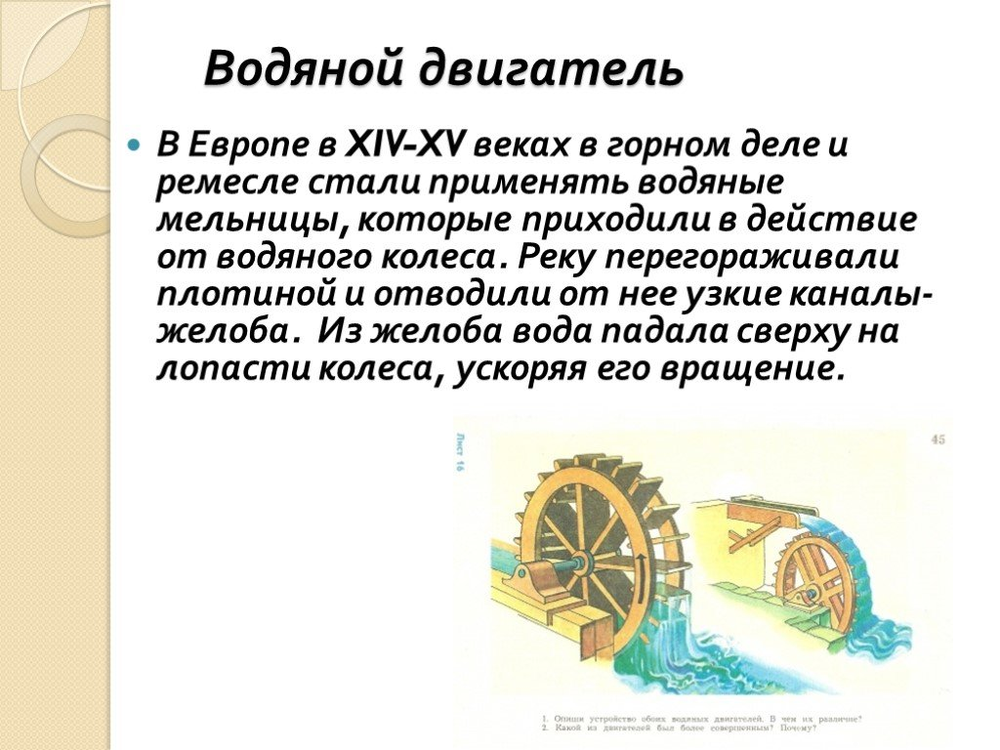 Водяной двигатель
• В Европе в XIV-XV веках в горном деле и
ремесле стали применять водяные
мельницы, которые приходили в действие
от водяного колеса. Реку перегораживали
плотиной и отводили от нее узкие каналы-
желоба. Из желоба вода падала сверху на
лопасти колеса, ускоряя его вращение.
Лист 16
45
1. Опиши устройство обоих водяных двигателей. В чем их различие?
2. Какой из двигателей был более совершенным? Почему?